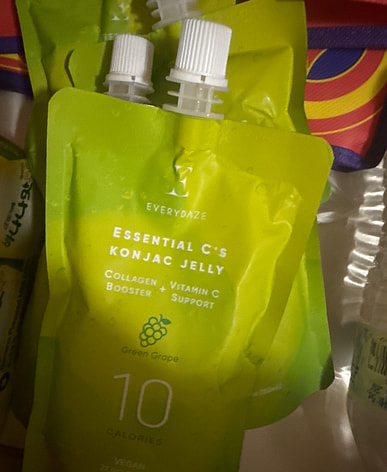 E
EVERYDAZE
ESSENTIAL C'S
KONJAC JELLY
COLLAGEN
BOOSTER + VITAMIN C
SUPPORT
Green Grape
10
CALORIES
VEGAN